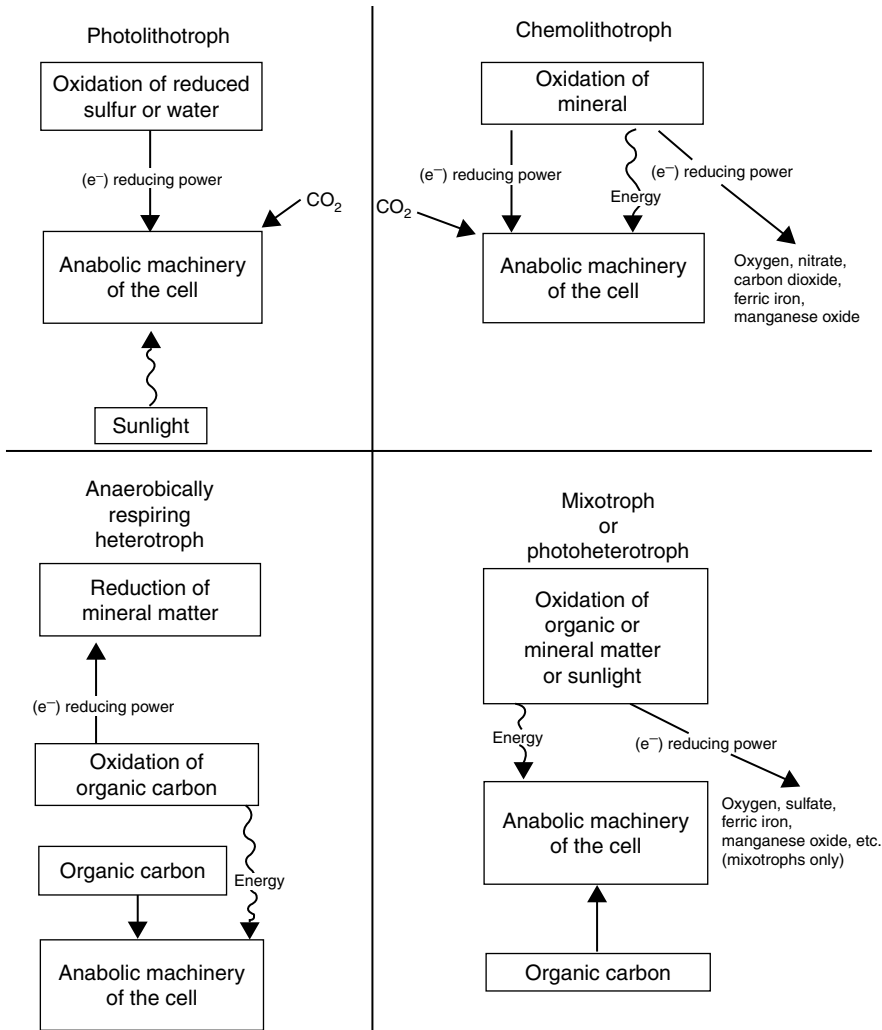 Photolithotroph
Oxidation of reduced
sulfur or water
(e⁻) reducing power
CO₂
Anabolic machinery
of the cell
Sunlight
Chemolithotroph
Oxidation of
mineral
(e⁻) reducing power
(e⁻) reducing power
Energy
CO₂
Anabolic machinery
of the cell
Oxygen, nitrate,
carbon dioxide,
ferric iron,
manganese oxide
Anaerobically
respiring
heterotroph
Reduction of
mineral matter
(e⁻) reducing power
Oxidation of
organic carbon
Organic carbon
Energy
Anabolic machinery
of the cell
Mixotroph
or
photoheterotroph
Oxidation of
organic or
mineral matter
or sunlight
Energy
(e⁻) reducing power
Anabolic machinery
of the cell
Oxygen, sulfate,
ferric iron,
manganese oxide, etc.
(mixotrophs only)
Organic carbon